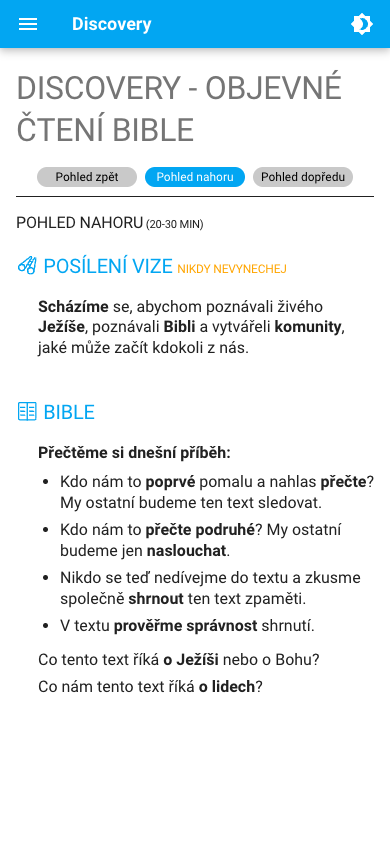 Discovery
DISCOVERY - OBJEVNÉ
ČTENÍ BIBLE
Pohled zpět
Pohled nahoru
Pohled dopředu
POHLED NAHORU (20-30 MIN)
POSÍLENÍ VIZE NIKDY NEVYNECHEJ
Scházíme se, abychom poznávali živého
Ježíše, poznávali Bibli a vytvářeli komunity,
jaké může začít kdokoli z nás.
BIBLE
Přečtěme si dnešní příběh:
• Kdo nám to poprvé pomalu a nahlas přečte?
My ostatní budeme ten text sledovat.
• Kdo nám to přečte podruhé? My ostatní
budeme jen naslouchat.
• Nikdo se teď nedívejme do textu a zkusme
společně shrnout ten text zpaměti.
• V textu prověřme správnost shrnutí.
Co tento text říká o Ježíši nebo o Bohu?
Co nám tento text říká o lidech?